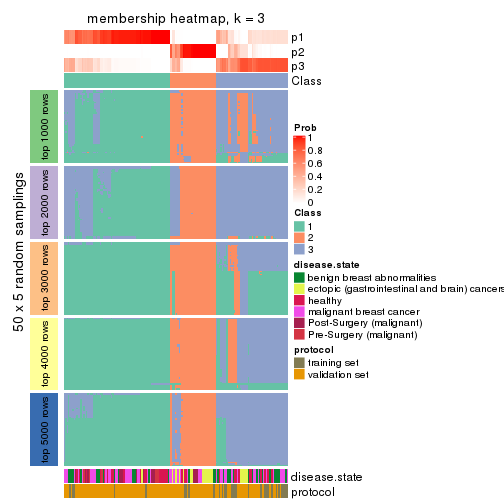 membership heatmap, k = 3
p1
p2
p3
Class
50 x 5 random samplings
top 1000 rows
top 2000 rows
top 3000 rows
top 4000 rows
top 5000 rows
disease.state
protocol
Prob
1
0.8
0.6
0.4
0.2
0
Class
1
2
3
disease.state
benign breast abnormalities
ectopic (gastrointestinal and brain) cancers
healthy
malignant breast cancer
Post-Surgery (malignant)
Pre-Surgery (malignant)
protocol
training set
validation set